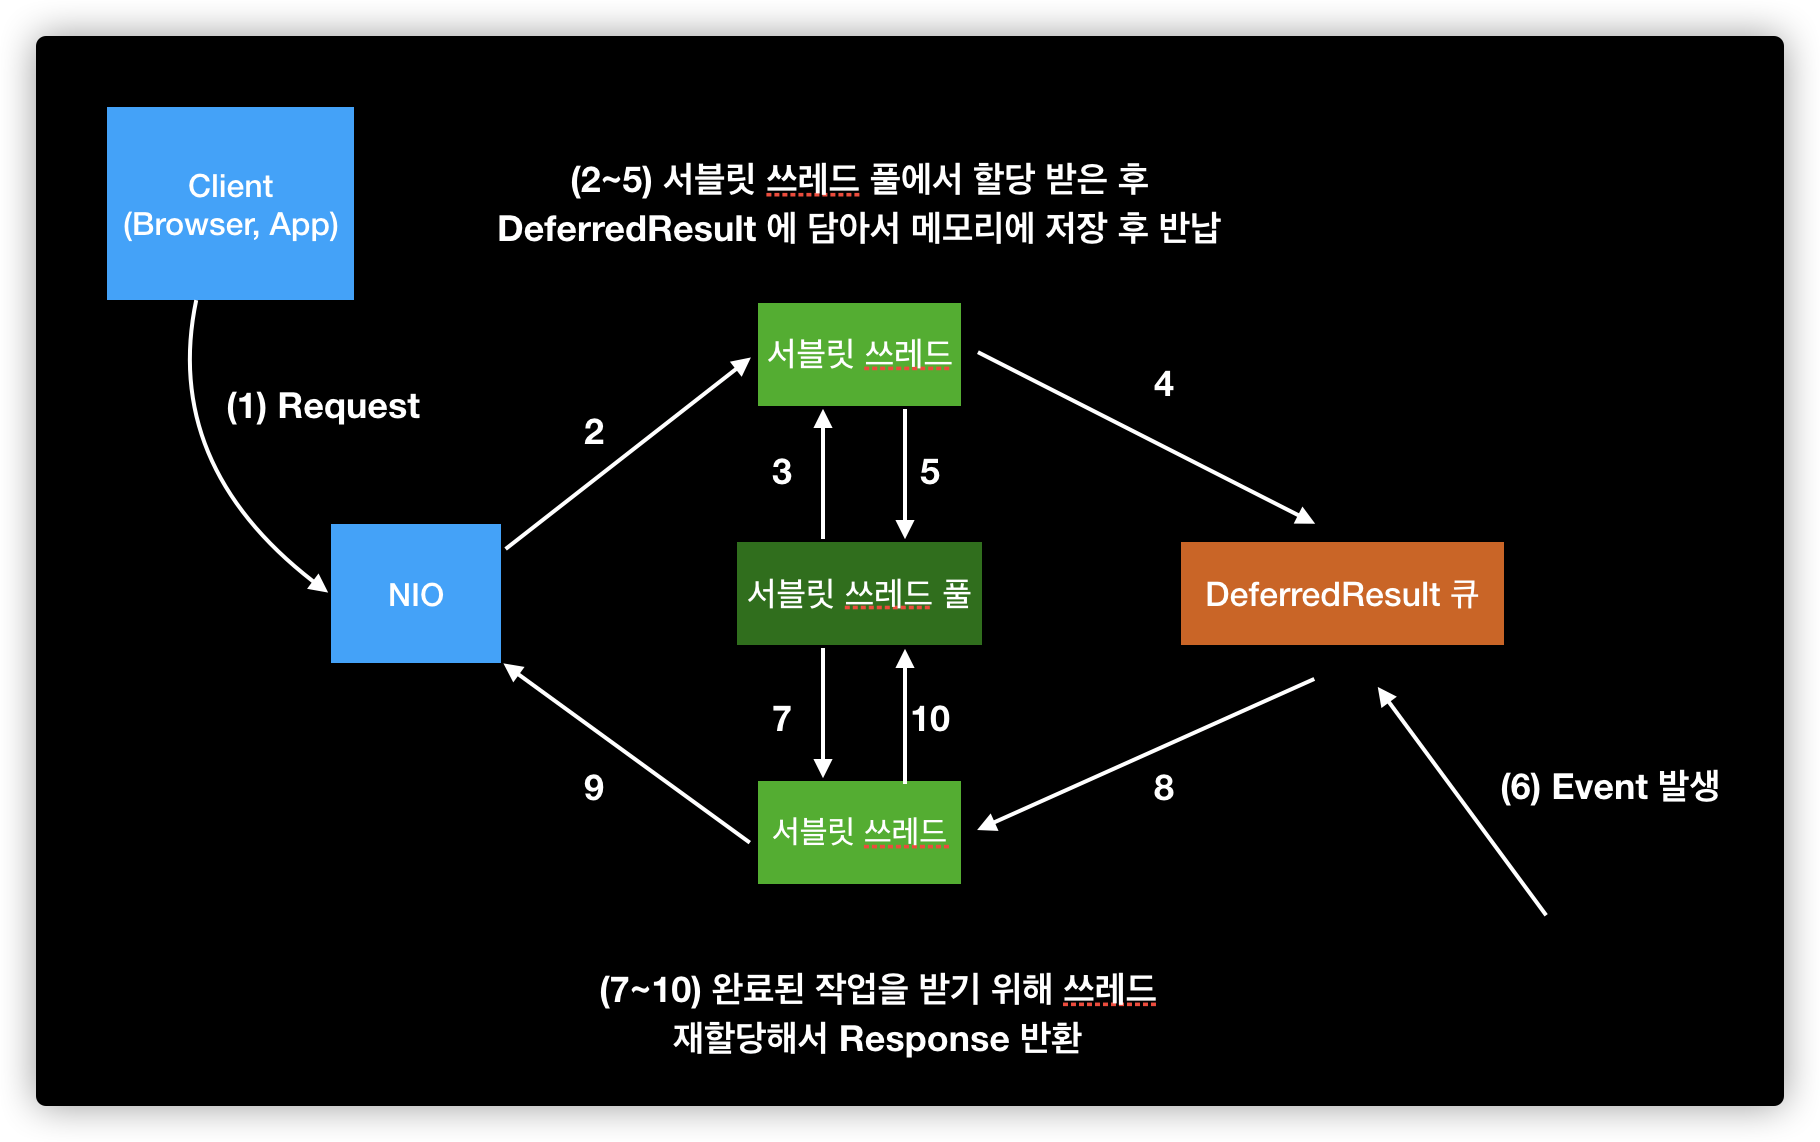 Client
(Browser, App)
(2~5) 서블릿 쓰레드 풀에서 할당 받은 후
DeferredResult 에 담아서 메모리에 저장 후 반납
서블릿 쓰레드
(1) Request
2
4
3
5
NIO
서블릿 쓰레드 풀
DeferredResult 큐
7
10
9
8
(6) Event 발생
서블릿 쓰레드
(7~10) 완료된 작업을 받기 위해 쓰레드
재할당해서 Response 반환